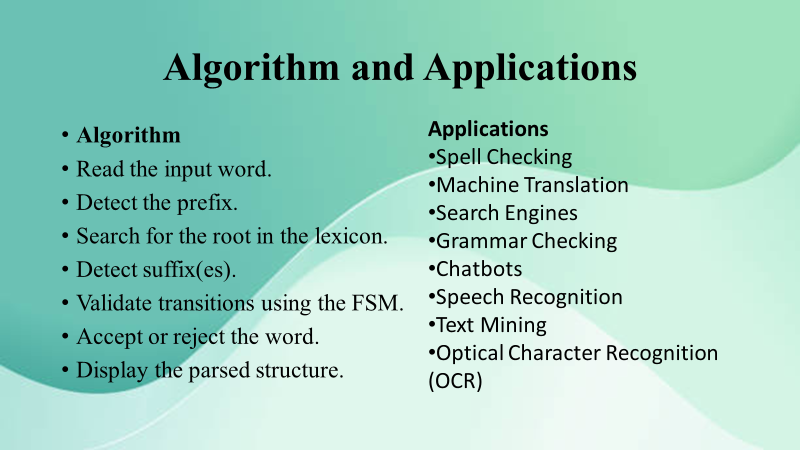 Algorithm and Applications
• Algorithm
• Read the input word.
• Detect the prefix.
• Search for the root in the lexicon.
• Detect suffix(es).
• Validate transitions using the FSM.
• Accept or reject the word.
• Display the parsed structure.
Applications
•Spell Checking
•Machine Translation
•Search Engines
•Grammar Checking
•Chatbots
•Speech Recognition
•Text Mining
•Optical Character Recognition
(OCR)